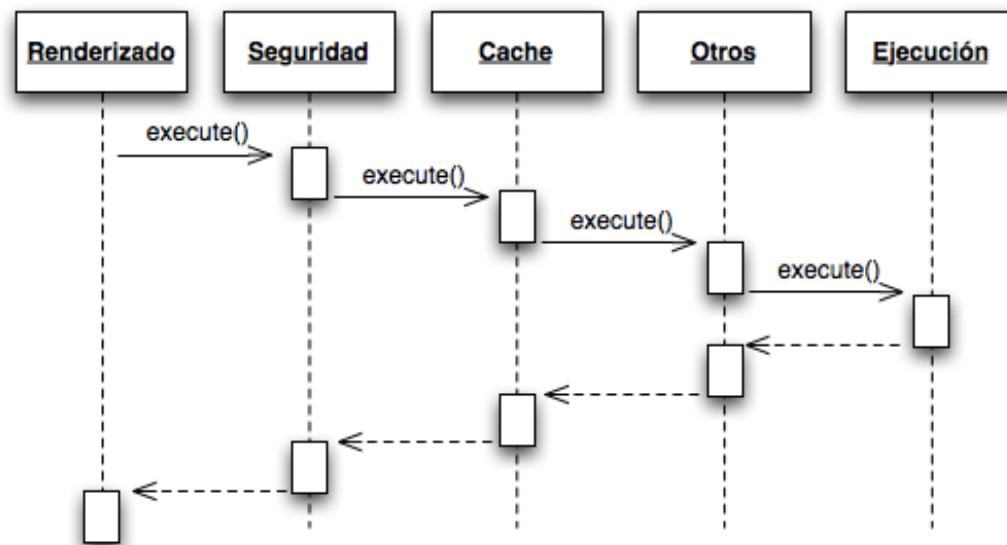 Renderizado
Seguridad
Cache
Otros
Ejecución
execute()
execute()
execute()
execute()